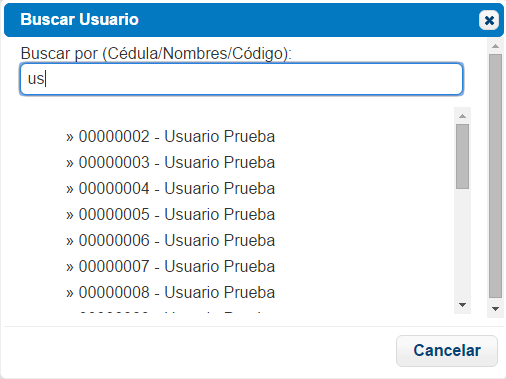 Buscar Usuario
Buscar por (Cédula/Nombres/Código):
us
» 00000002 - Usuario Prueba
» 00000003 - Usuario Prueba
» 00000004 - Usuario Prueba
» 00000005 - Usuario Prueba
» 00000006 - Usuario Prueba
» 00000007 - Usuario Prueba
» 00000008 - Usuario Prueba
Cancelar